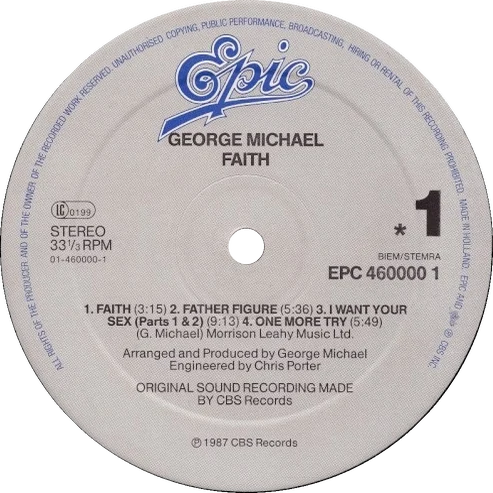 ALL RIGHTS OF THE PRODUCER AND OF THE OWNER OF THE RECORDED WORK RESERVED. UNAUTHORISED COPYING, PUBLIC PERFORMANCE, BROADCASTING, HIRING OR RENTAL OF THIS RECORDING PROHIBITED. MADE IN HOLLAND. EPIC AND ® CBS INC.
Epic
GEORGE MICHAEL
FAITH
LC 0199
STEREO
33 1/3 RPM
01-460000-1
* 1
BIEM/STEMRA
EPC 460000 1
1. FAITH (3:15) 2. FATHER FIGURE (5:36) 3. I WANT YOUR
SEX (Parts 1 & 2) (9:13) 4. ONE MORE TRY (5:49)
(G. Michael) Morrison Leahy Music Ltd.
Arranged and Produced by George Michael
Engineered by Chris Porter
ORIGINAL SOUND RECORDING MADE
BY CBS Records
℗ 1987 CBS Records